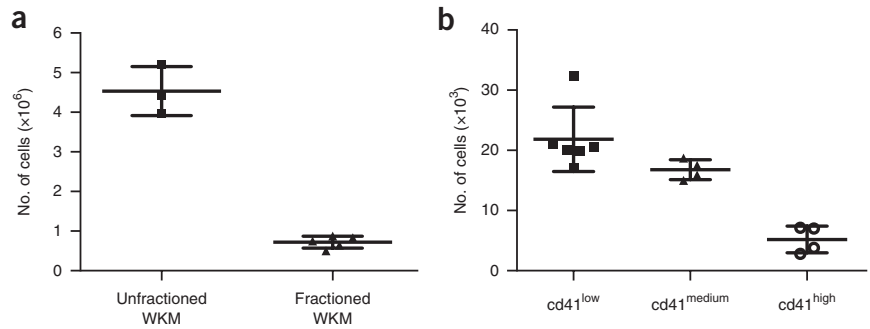 a
No. of cells (×10⁶)
6
5
4
3
2
1
0
Unfractioned
WKM
Fractioned
WKM
b
No. of cells (×10³)
40
30
20
10
0
cd41^low
cd41^medium
cd41^high